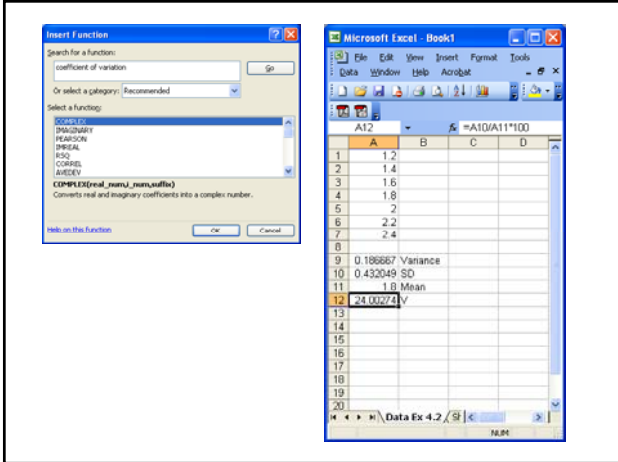 Insert Function
Search for a function:
coefficient of variation
Go
Or select a category: Recommended
Select a function:
COMPLEX
IMAGINARY
PEARSON
IMREAL
RSQ
CORREL
AVEDEV
COMPLEX(real_num,i_num,suffix)
Converts real and imaginary coefficients into a complex number.
Help on this function
OK
Cancel
Microsoft Excel - Book1
File Edit View Insert Format Tools
Data Window Help Acrobat
A12 fx =A10/A11*100
A B C D
1 1.2
2 1.4
3 1.6
4 1.8
5 2
6 2.2
7 2.4
8
9 0.186667 Variance
10 0.432049 SD
11 1.8 Mean
12 24.00274 V
13
14
15
16
17
18
19
20
Data Ex 4.2
NUM